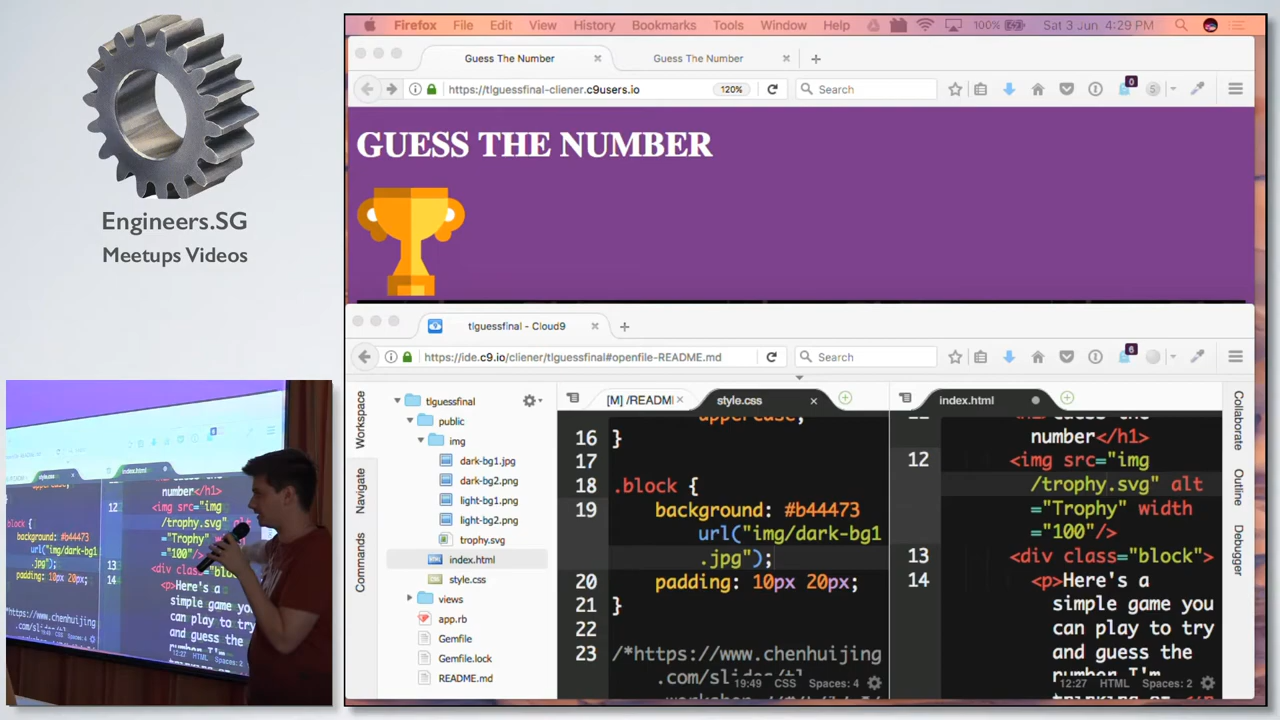 Engineers.SG
Meetups Videos
Firefox File Edit View History Bookmarks Tools Window Help 100% Sat 3 Jun 4:29 PM
Guess The Number
Guess The Number
https://tlguessfinal-cliener.c9users.io 120% Search 0 S
GUESS THE NUMBER
tlguessfinal - Cloud9
https://ide.c9.io/cliener/tlguessfinal#openfile-README.md Search 6
Workspace
Navigate
Commands
tlguessfinal
public
img
dark-bg1.jpg
dark-bg2.png
light-bg1.png
light-bg2.png
trophy.svg
index.html
style.css
views
app.rb
Gemfile
Gemfile.lock
README.md
[M] /READMI
style.css
uppercase;
16 }
17
18 .block {
19 background: #b44473
url("img/dark-bg1
.jpg");
20 padding: 10px 20px;
21 }
22
23 /*https://www.chenhuijing
.com/slides/tl
19:49 CSS Spaces: 4
index.html
number</h1>
12 <img src="img
/trophy.svg" alt
="Trophy" width
="100"/>
13 <div class="block">
14 <p>Here's a
simple game you
can play to try
and guess the
number I'm
12:27 HTML Spaces: 2
Collaborate
Outline
Debugger